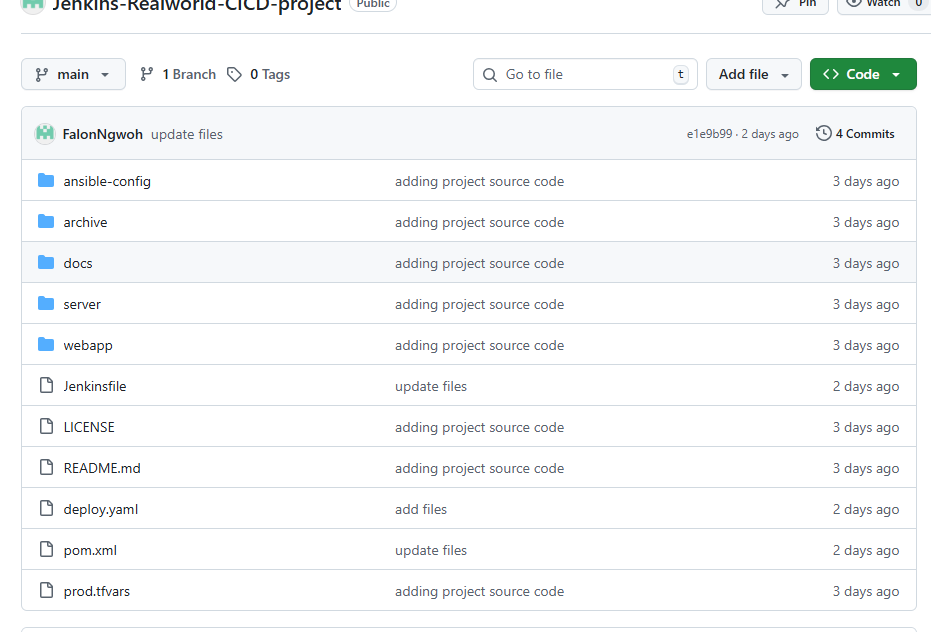 Jenkins-Realworld-CICD-project Public Pin Watch 0
main 1 Branch 0 Tags Go to file t Add file Code
FalonNgwoh update files e1e9b99 · 2 days ago 4 Commits
ansible-config adding project source code 3 days ago
archive adding project source code 3 days ago
docs adding project source code 3 days ago
server adding project source code 3 days ago
webapp adding project source code 3 days ago
Jenkinsfile update files 2 days ago
LICENSE adding project source code 3 days ago
README.md adding project source code 3 days ago
deploy.yaml add files 2 days ago
pom.xml update files 2 days ago
prod.tfvars adding project source code 3 days ago